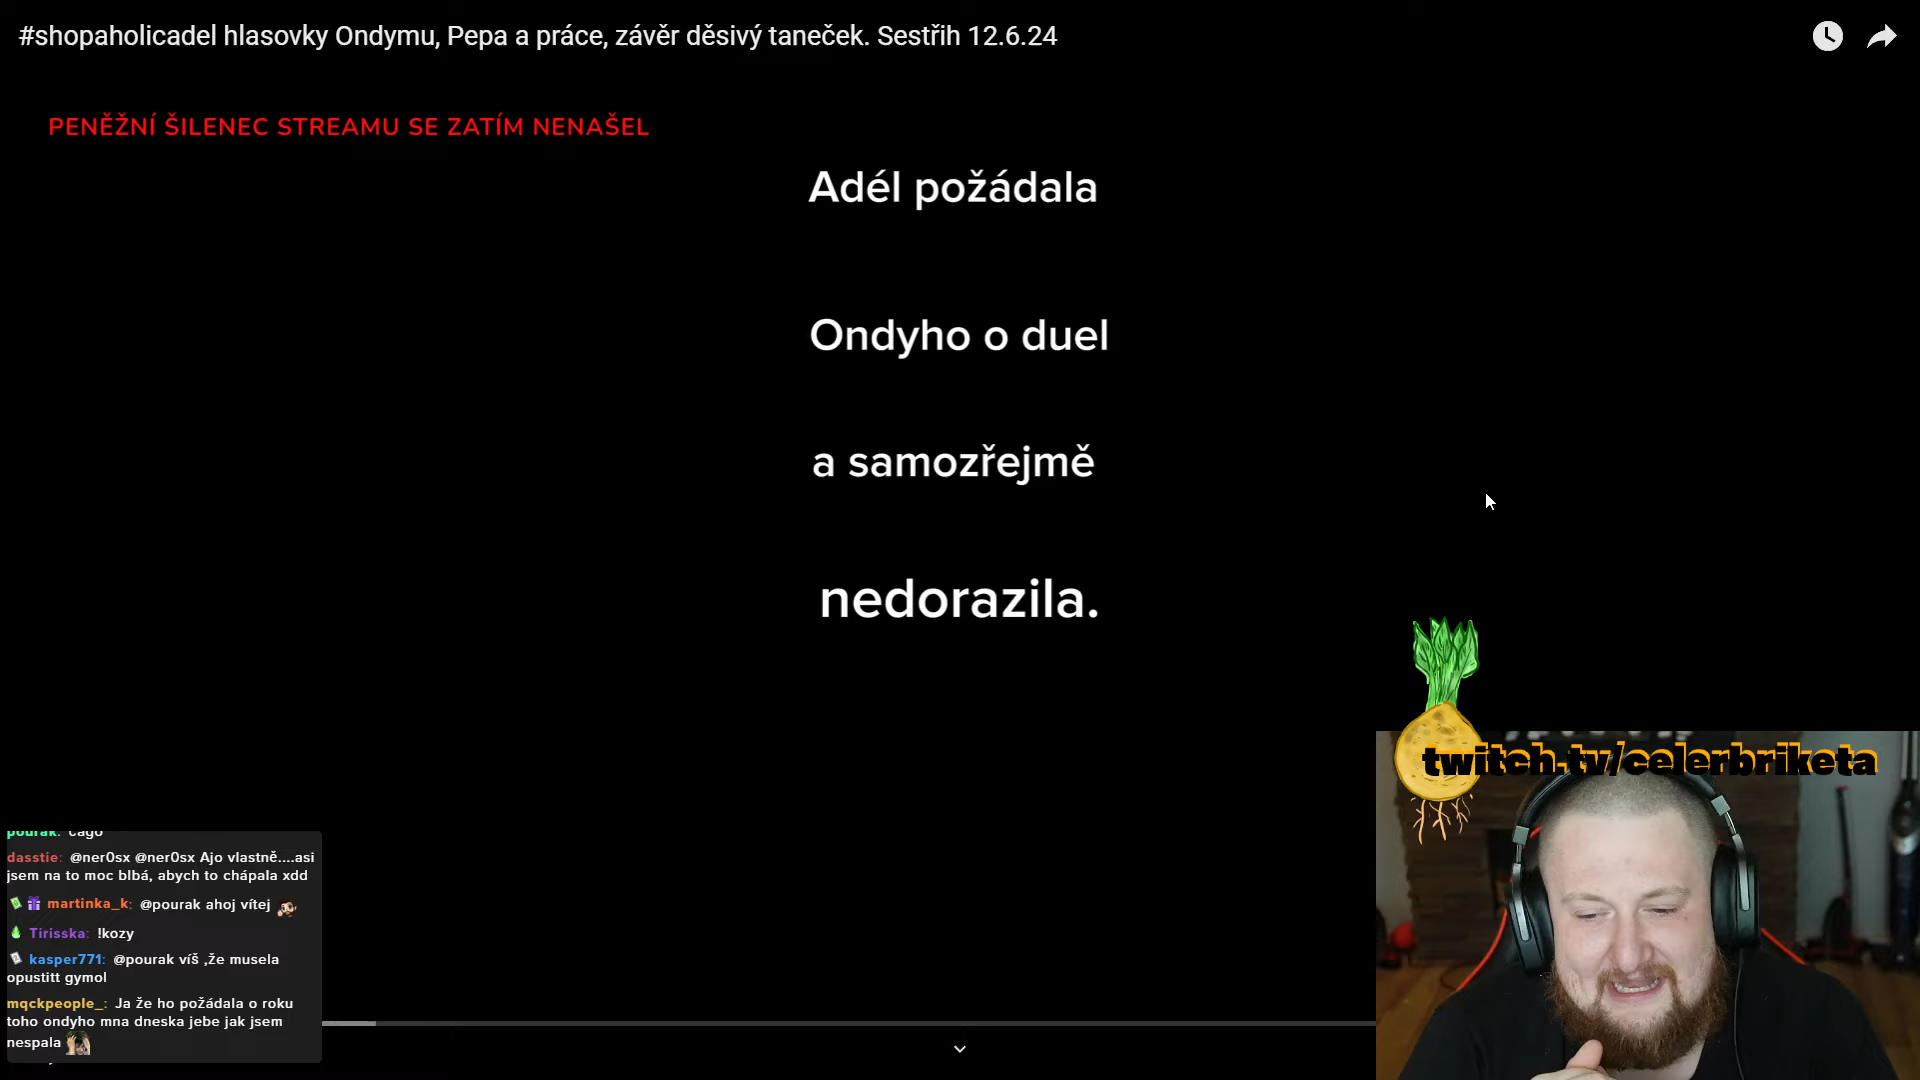 #shopaholicadel hlasovky Ondymu, Pepa a práce, závěr děsivý taneček. Sestřih 12.6.24
PENĚŽNÍ ŠILENEC STREAMU SE ZATÍM NENAŠEL
Adél požádala
Ondyho o duel
a samozřejmě
nedorazila.
twitch.tv/celerbriketa
pourak: čago
dasstie: @ner0sx @ner0sx Ajo vlastně....asi
jsem na to moc blbá, abych to chápala xdd
martinka_k: @pourak ahoj vítej
Tirisska: !kozy
kasper771: @pourak víš ,že musela
opustitt gymol
mqckpeople_: Ja že ho požádala o roku
toho ondyho mna dneska jebe jak jsem
nespala